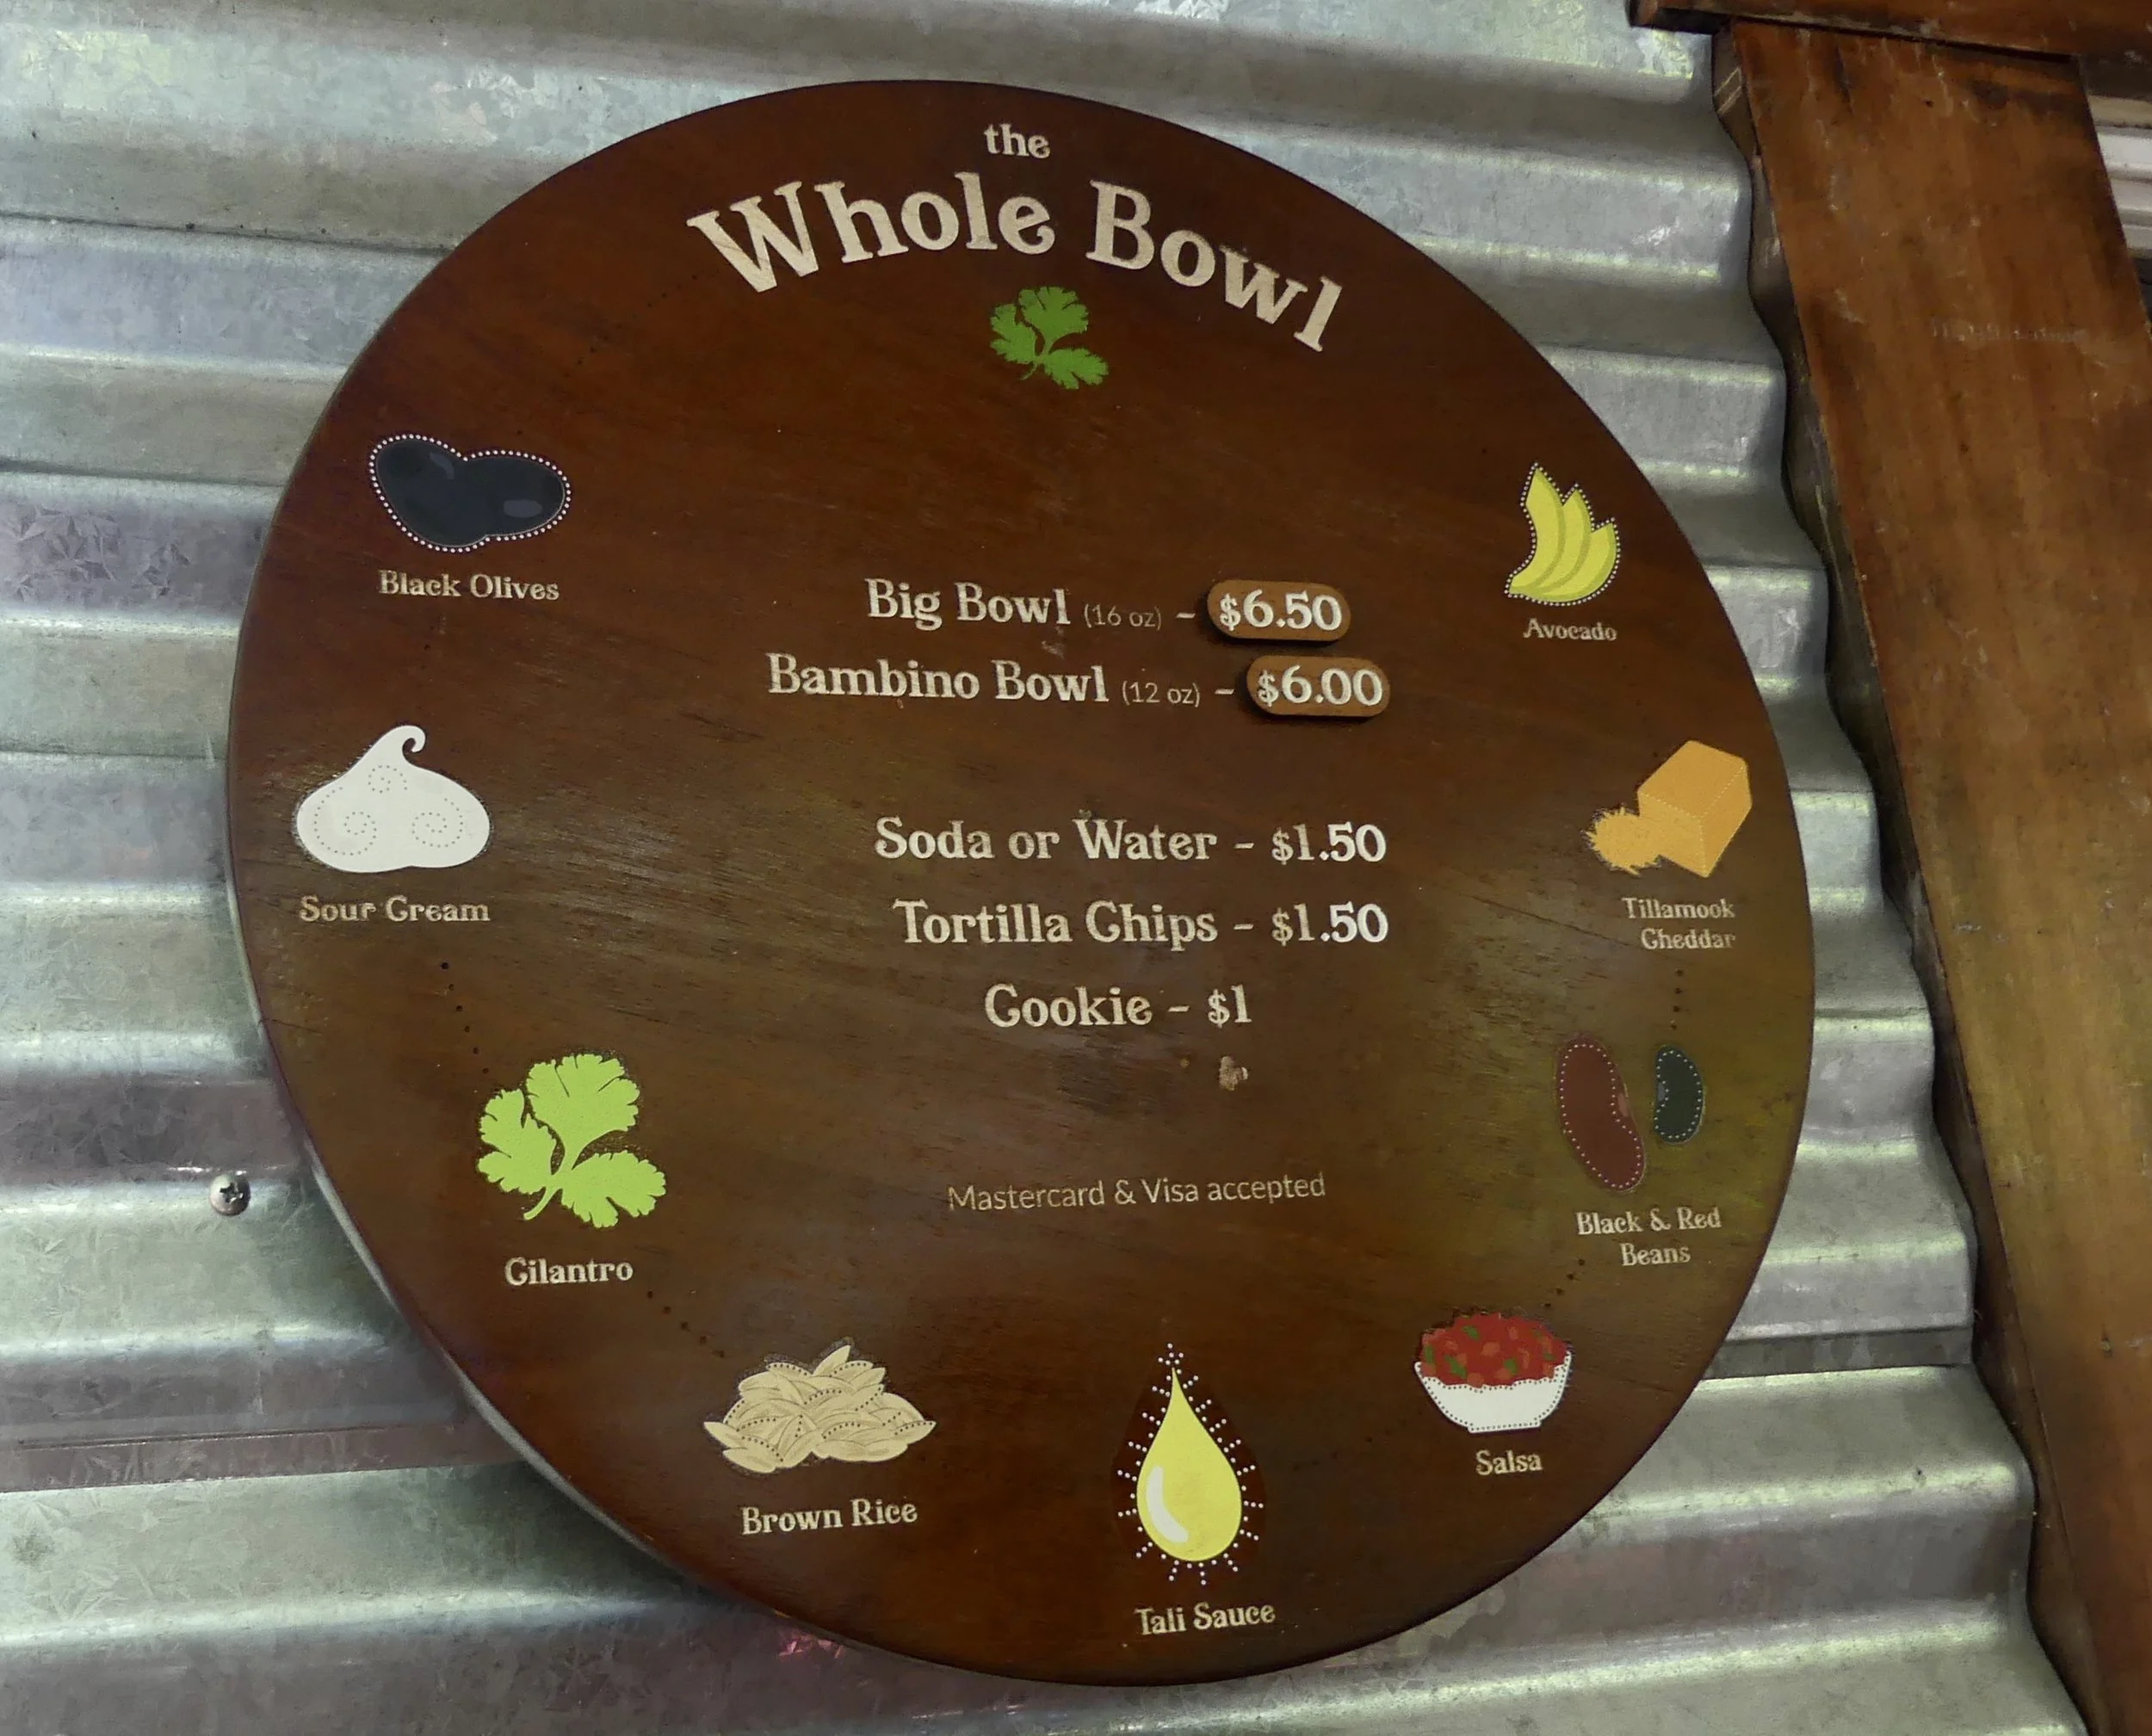 the
Whole Bowl
Black Olives
Avocado
Big Bowl (16 oz) - $6.50
Bambino Bowl (12 oz) - $6.00
Soda or Water - $1.50
Sour Cream
Tillamook
Cheddar
Tortilla Chips - $1.50
Cookie - $1
Mastercard & Visa accepted
Black & Red
Beans
Cilantro
Salsa
Brown Rice
Tali Sauce